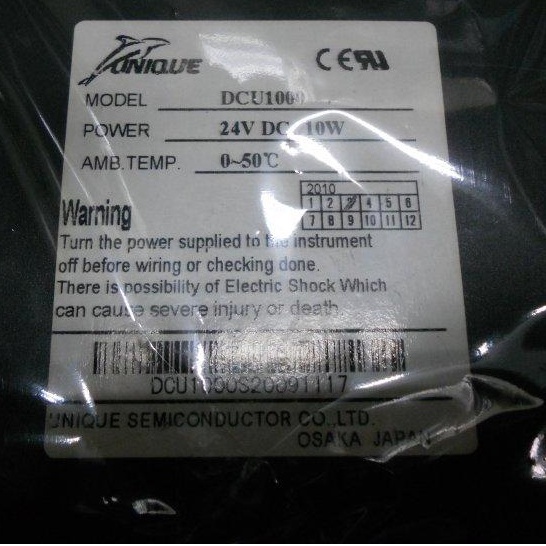 UNIQUE
CE RU
MODEL DCU1000
POWER 24V DC 10W
AMB.TEMP. 0~50℃
2010
1 2 3 4 5 6
7 8 9 10 11 12
Warning
Turn the power supplied to the instrument
off before wiring or checking done.
There is possibility of Electric Shock Which
can cause severe injury or death.
DCU1000S20091117
UNIQUE SEMICONDUCTOR CO.,LTD.
OSAKA JAPAN